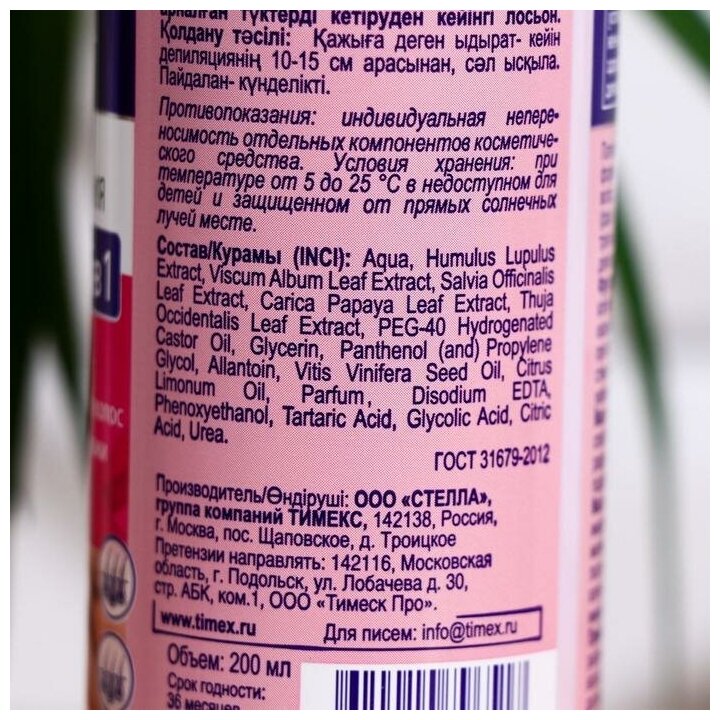 түктерді кетіруден кейінгі лосьон.
Қолдану тәсілі: Қажыға деген ыдырат- кейін
депиляциянің 10-15 см арасынан, сәл ысқыла.
Пайдалан- күнделікті.
Противопоказания: индивидуальная непере-
носимость отдельных компонентов косметиче-
ского средства. Условия хранения: при
температуре от 5 до 25 °С в недоступном для
детей и защищенном от прямых солнечных
лучей месте.
Состав/Курамы (INCI): Aqua, Humulus Lupulus
Extract, Viscum Album Leaf Extract, Salvia Officinalis
Leaf Extract, Carica Papaya Leaf Extract, Thuja
Occidentalis Leaf Extract, PEG-40 Hydrogenated
Castor Oil, Glycerin, Panthenol (and) Propylene
Glycol, Allantoin, Vitis Vinifera Seed Oil, Citrus
Limonum Oil, Parfum, Disodium EDTA,
Phenoxyethanol, Tartaric Acid, Glycolic Acid, Citric
Acid, Urea.
ГОСТ 31679-2012
Производитель/Өндіруші: ООО «СТЕЛЛА»,
группа компаний ТИМЕКС, 142138, Россия,
г. Москва, пос. Щаповское, д. Троицкое
Претензии направлять: 142116, Московская
область, г. Подольск, ул. Лобачева д. 30,
стр. АБК, ком.1, ООО «Тимеск Про».
www.timex.ru Для писем: info@timex.ru
Объем: 200 мл
Срок годности:
36 месяцев